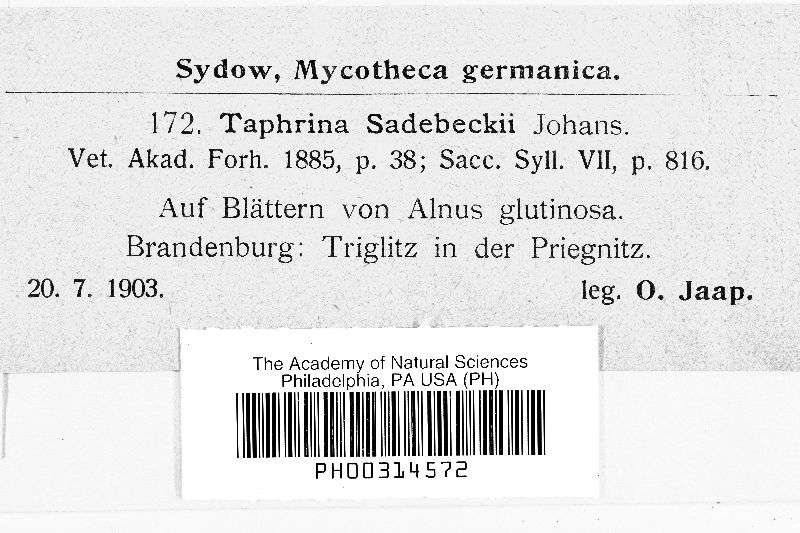 Sydow, Mycotheca germanica.
172. Taphrina Sadebeckii Johans.
Vet. Akad. Forh. 1885, p. 38; Sacc. Syll. VII, p. 816.
Auf Blättern von Alnus glutinosa.
Brandenburg: Triglitz in der Priegnitz.
20. 7. 1903. leg. O. Jaap.
The Academy of Natural Sciences
Philadelphia, PA USA (PH)
PH00314572